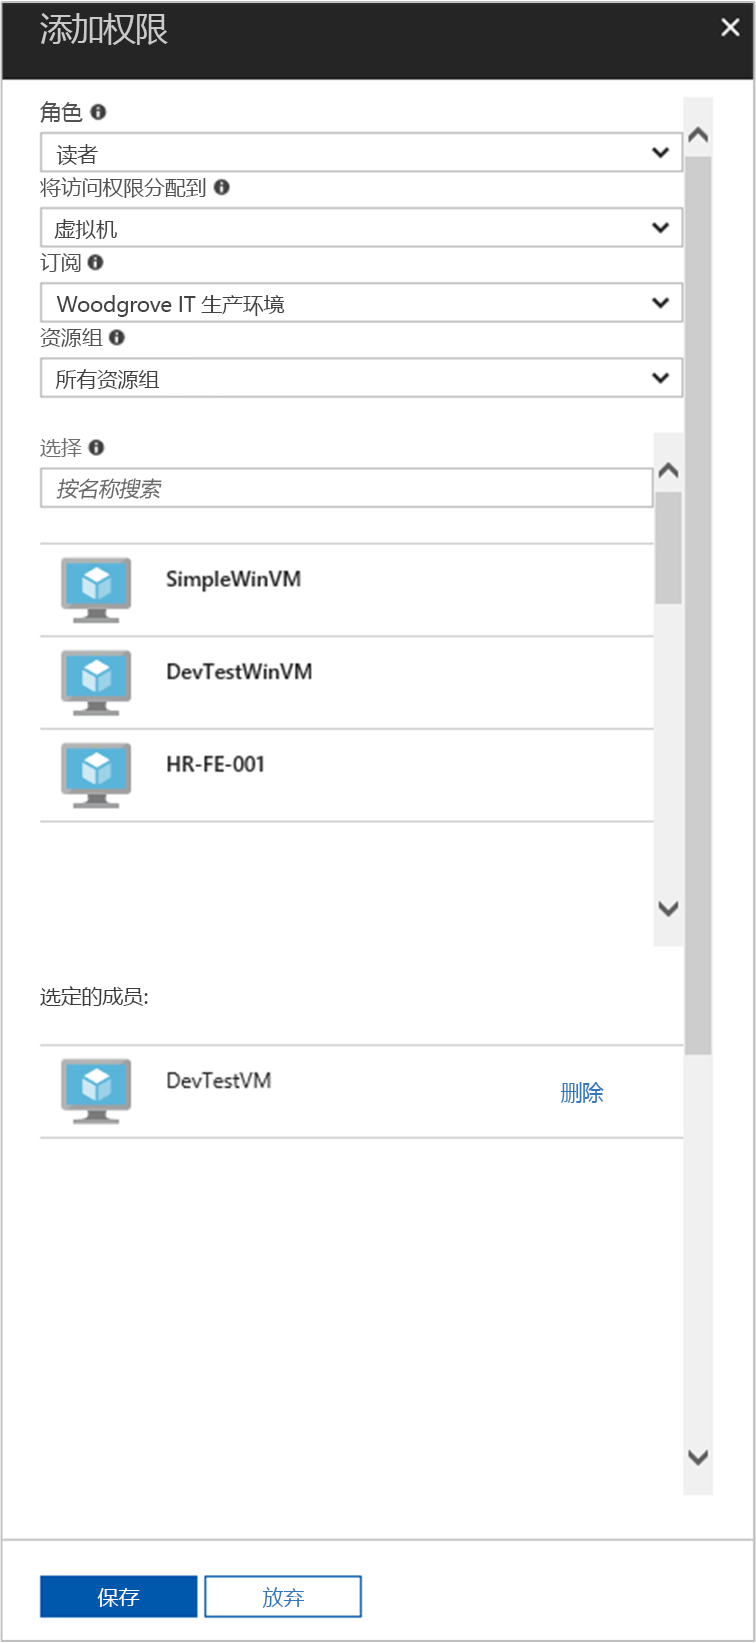 添加权限
角色
读者
将访问权限分配到
虚拟机
订阅
Woodgrove IT 生产环境
资源组
所有资源组
选择
按名称搜索
SimpleWinVM
DevTestWinVM
HR-FE-001
选定的成员:
DevTestVM
删除
保存
放弃